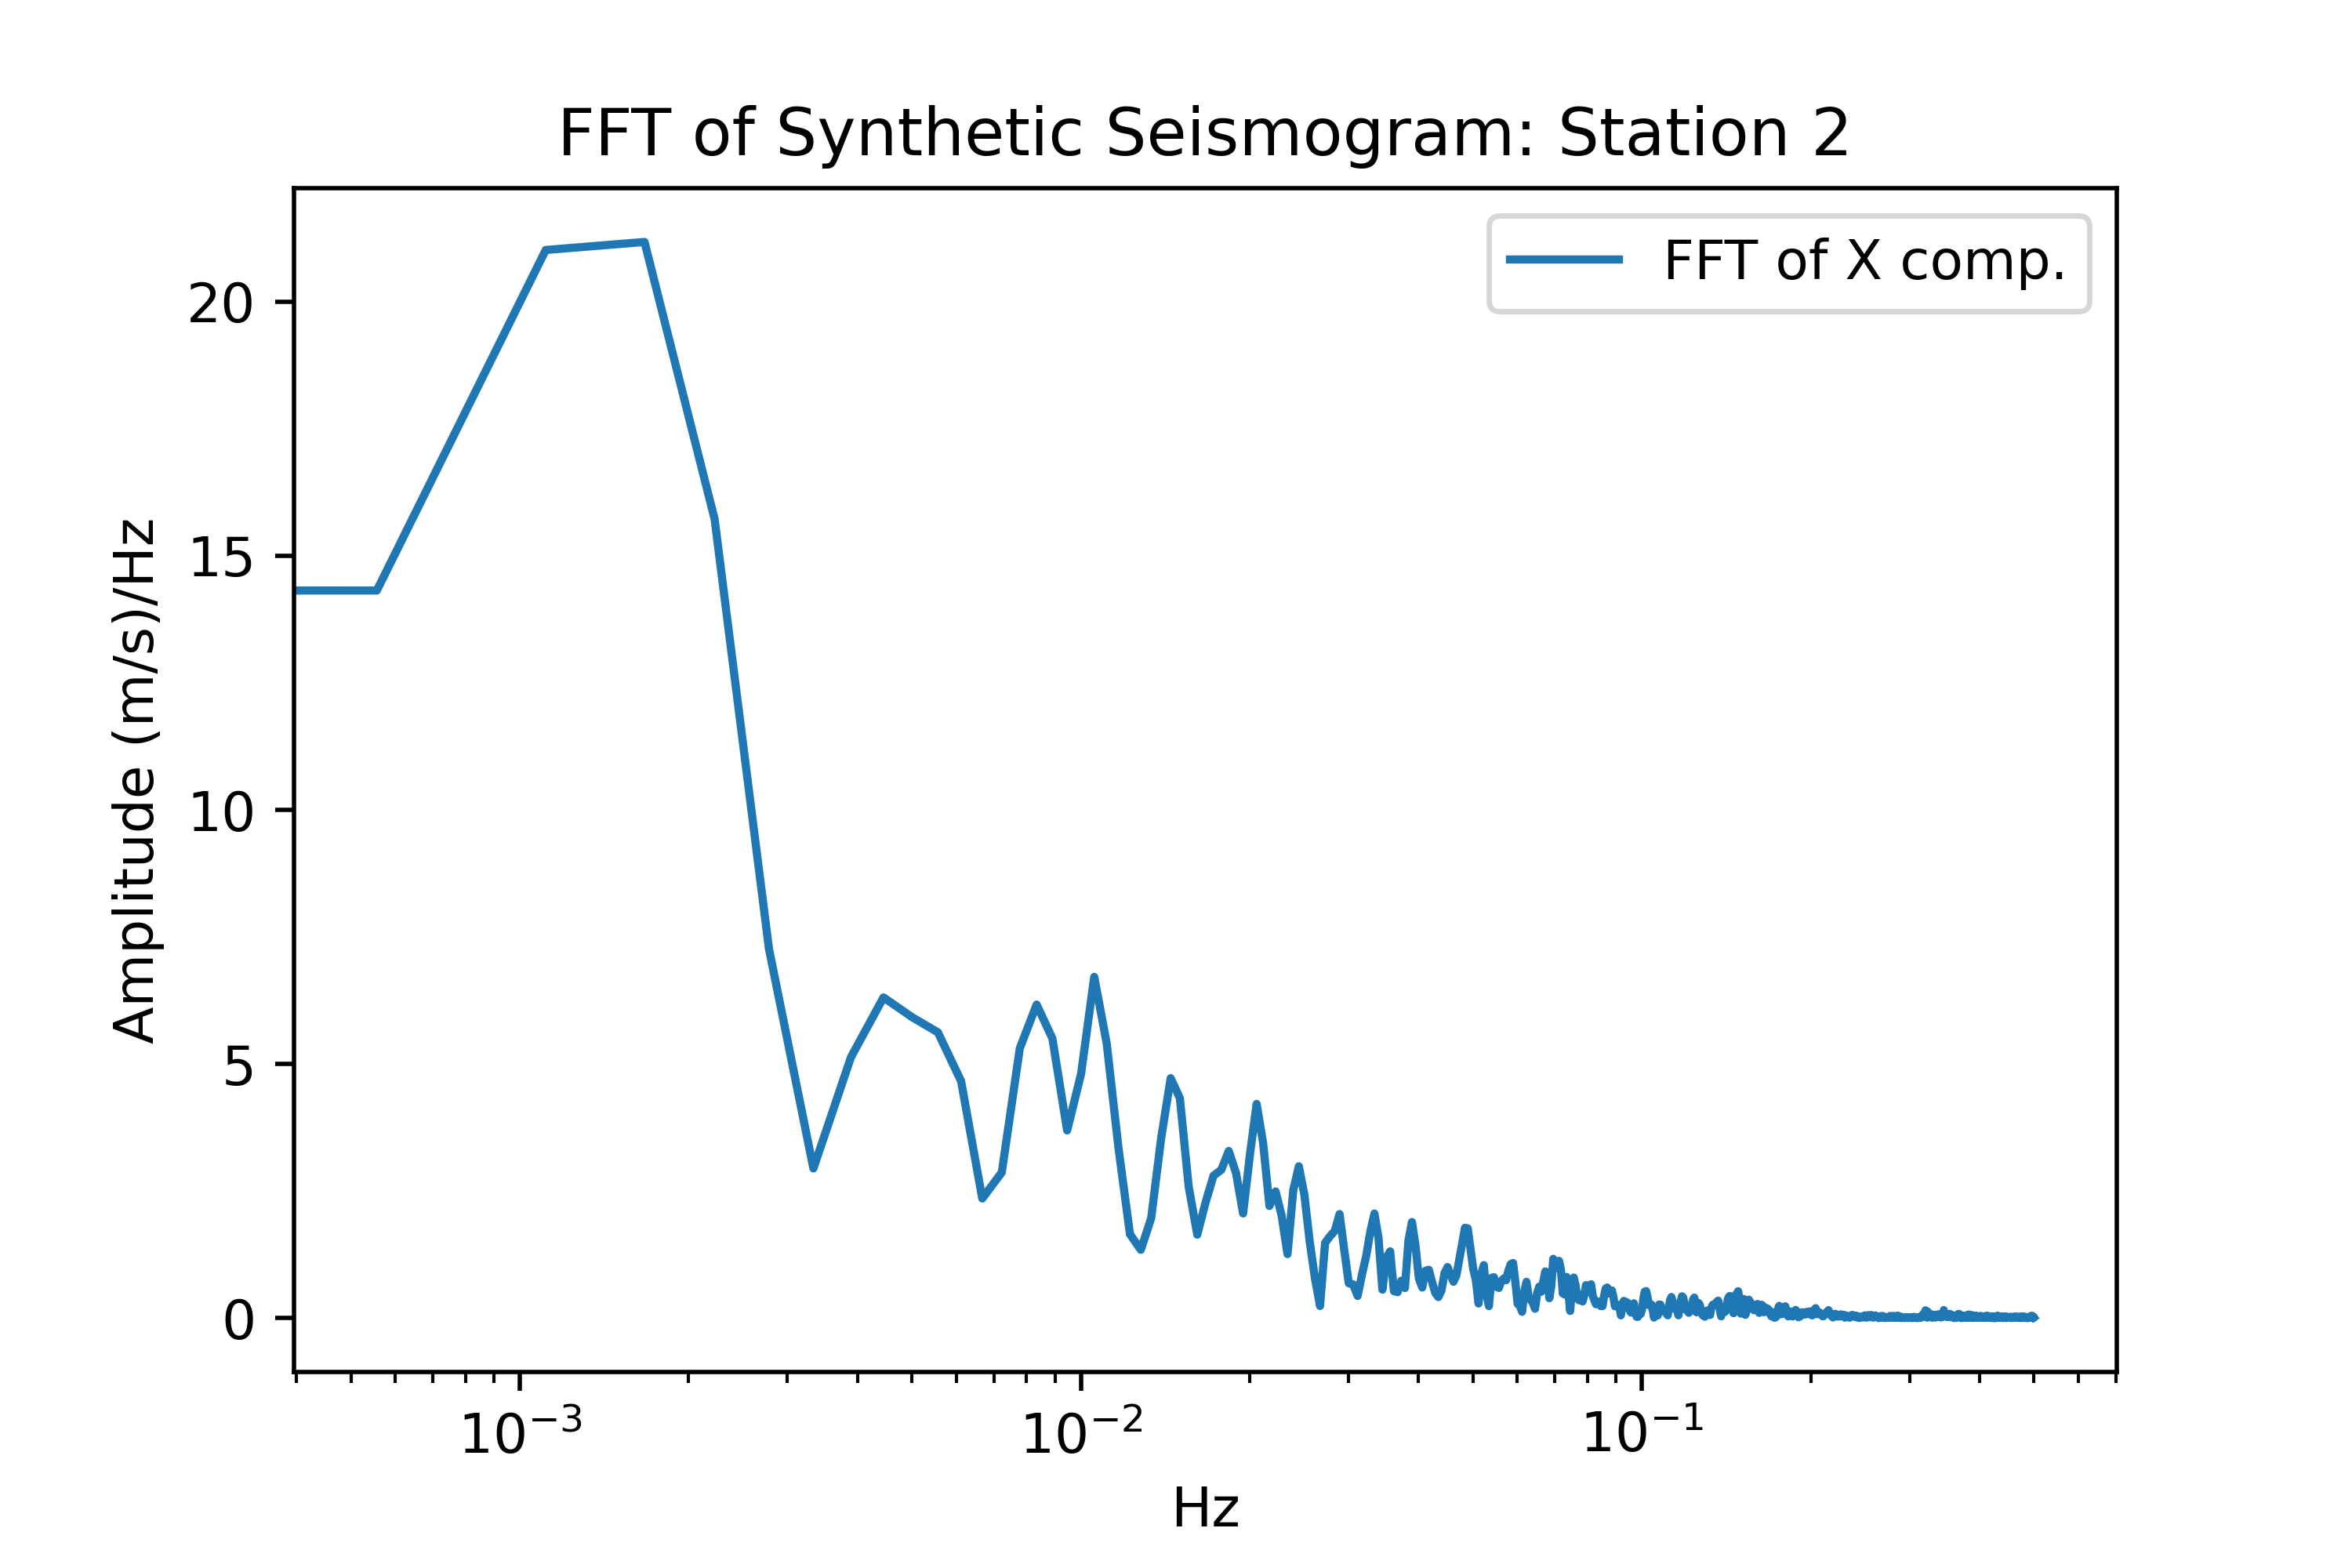 FFT of Synthetic Seismogram: Station 2
FFT of X comp.
Amplitude (m/s)/Hz
20
15
10
5
0
10⁻³ 10⁻² 10⁻¹
Hz